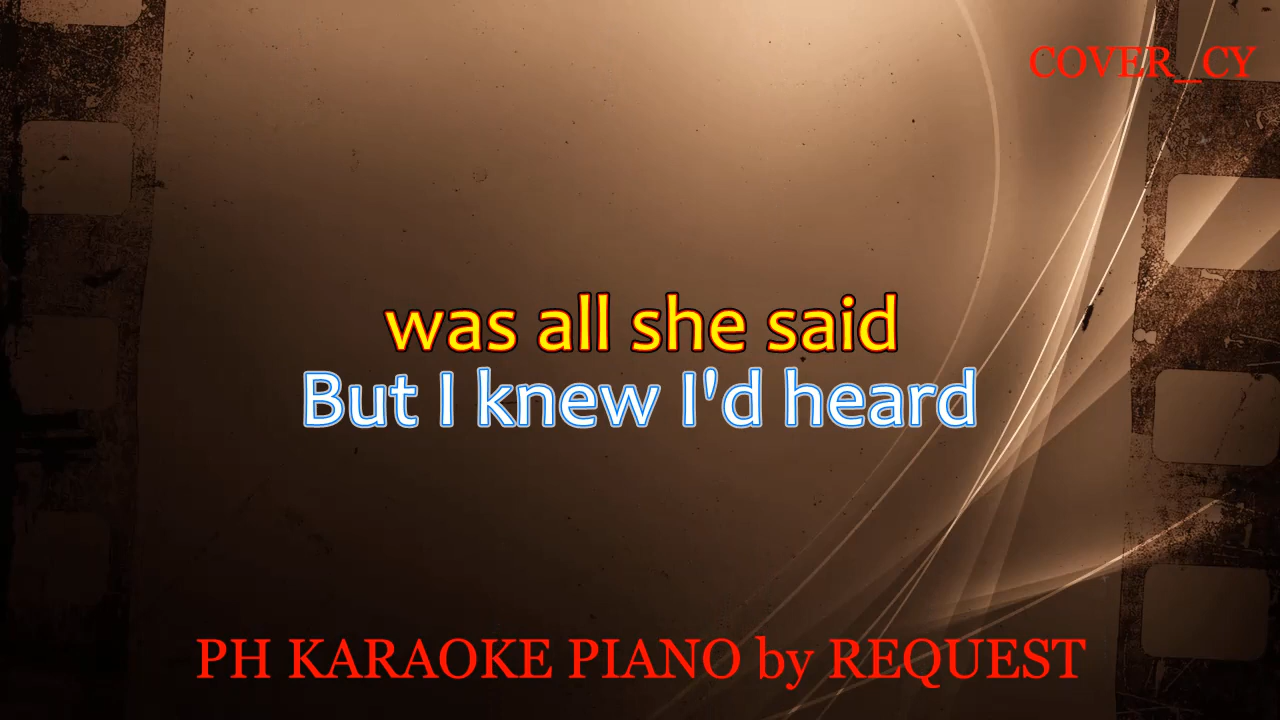 COVER_CY
was all she said
But I knew I'd heard
PH KARAOKE PIANO by REQUEST